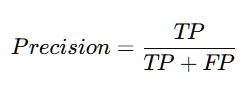 Precision = TP / (TP + FP)